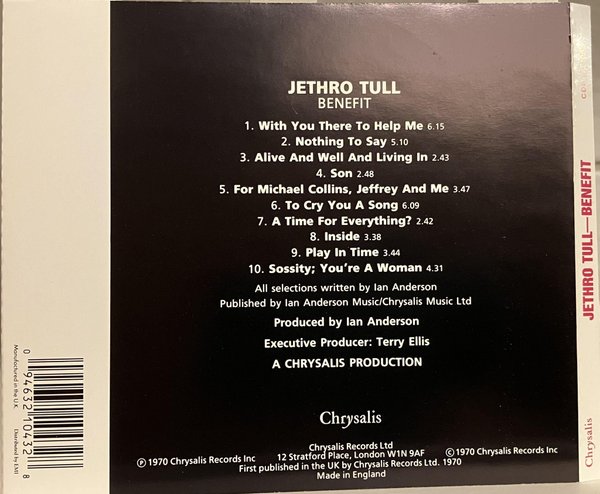 JETHRO TULL
BENEFIT
1. With You There To Help Me 6.15
2. Nothing To Say 5.10
3. Alive And Well And Living In 2.43
4. Son 2.48
5. For Michael Collins, Jeffrey And Me 3.47
6. To Cry You A Song 6.09
7. A Time For Everything? 2.42
8. Inside 3.38
9. Play In Time 3.44
10. Sossity; You're A Woman 4.31
All selections written by Ian Anderson
Published by Ian Anderson Music/Chrysalis Music Ltd
Produced by Ian Anderson
Executive Producer: Terry Ellis
A CHRYSALIS PRODUCTION
Chrysalis
Chrysalis Records Ltd
12 Stratford Place, London W1N 9AF
℗ 1970 Chrysalis Records Inc
© 1970 Chrysalis Records Inc
First published in the UK by Chrysalis Records Ltd. 1970
Made in England
0 94632 10432 8
Manufactured in the U.K.
Distributed by EMI
JETHRO TULL—BENEFIT
Chrysalis